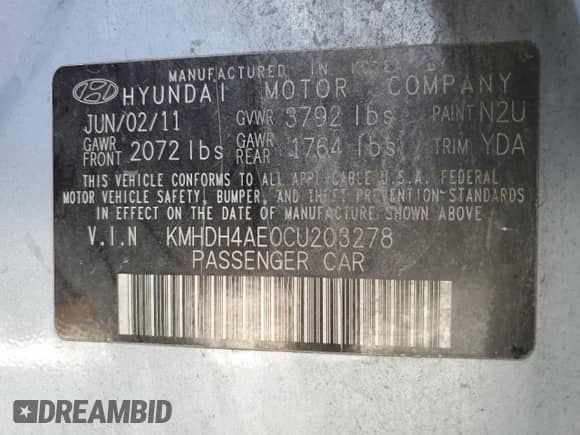 MANUFACTURED IN KOREA BY
HYUNDAI MOTOR COMPANY
JUN/02/11 GVWR 3792 lbs PAINT N2U
GAWR FRONT 2072 lbs GAWR REAR 1764 lbs TRIM YDA
THIS VEHICLE CONFORMS TO ALL APPLICABLE U.S.A. FEDERAL
MOTOR VEHICLE SAFETY, BUMPER, AND THEFT PREVENTION STANDARDS
IN EFFECT ON THE DATE OF MANUFACTURE SHOWN ABOVE.
V.I.N KMHDH4AE0CU203278
PASSENGER CAR
DREAMBID